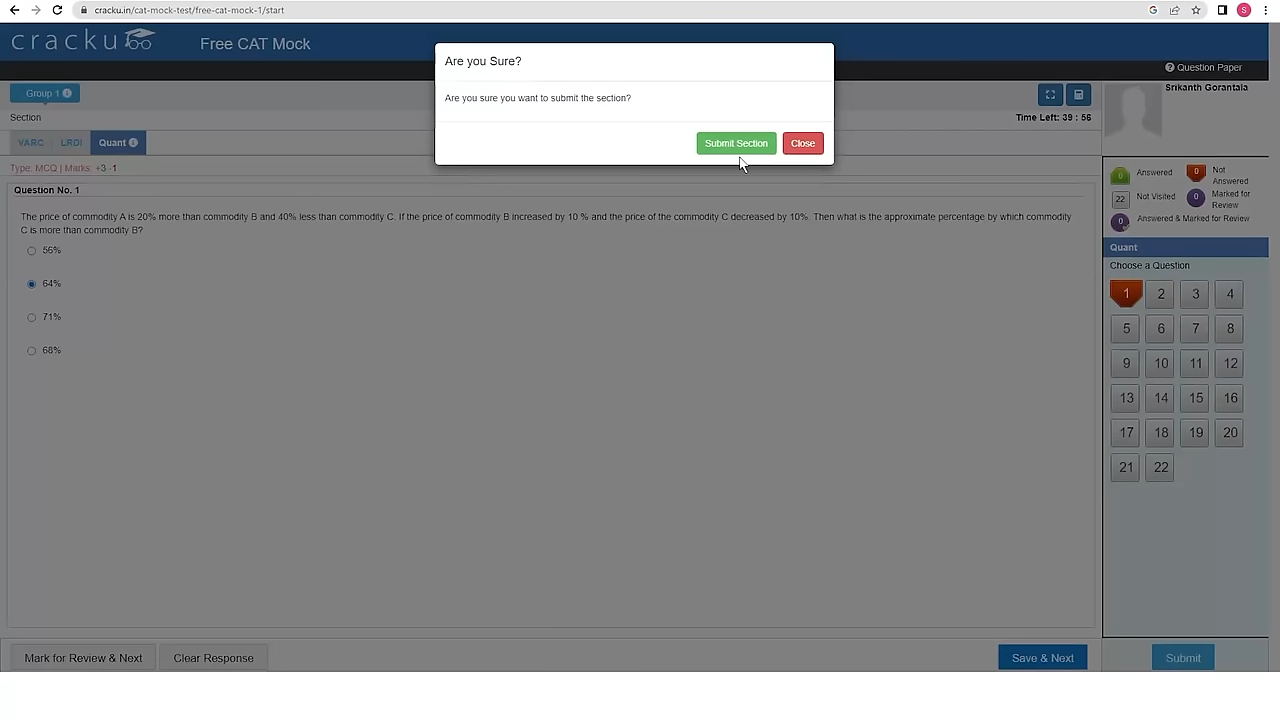 cracku.in/cat-mock-test/free-cat-mock-1/start
S
cracku
Free CAT Mock
Are you Sure?
Are you sure you want to submit the section?
Submit Section
Close
Question Paper
Group 1
Srikanth Gorantala
Section
Time Left: 39 : 56
VARC
LRDI
Quant
Type: MCQ | Marks: +3 -1
0 Answered
0 Not Answered
22 Not Visited
0 Marked for Review
0 Answered & Marked for Review
Question No. 1
The price of commodity A is 20% more than commodity B and 40% less than commodity C. If the price of commodity B increased by 10 % and the price of the commodity C decreased by 10%. Then what is the approximate percentage by which commodity
C is more than commodity B?
56%
64%
71%
68%
Quant
Choose a Question
1 2 3 4
5 6 7 8
9 10 11 12
13 14 15 16
17 18 19 20
21 22
Mark for Review & Next
Clear Response
Save & Next
Submit